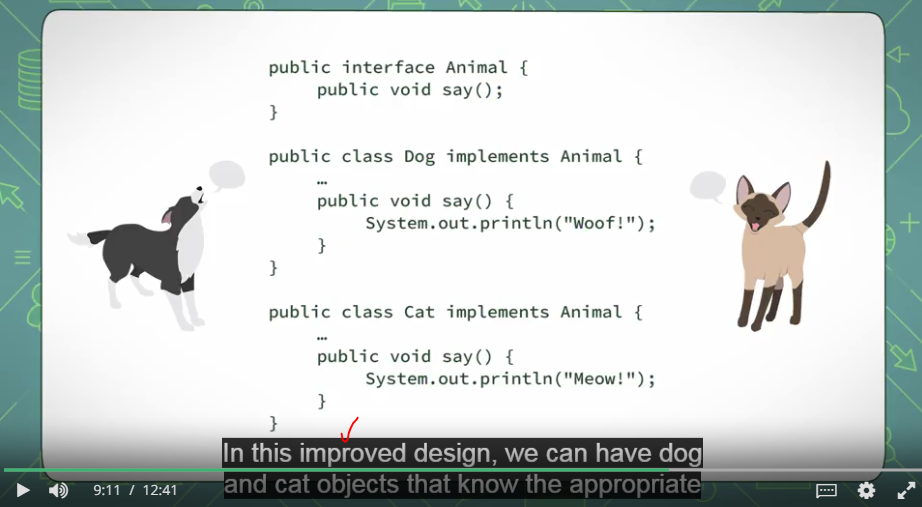 public interface Animal {
public void say();
}
public class Dog implements Animal {
…
public void say() {
System.out.println("Woof!");
}
}
public class Cat implements Animal {
…
public void say() {
System.out.println("Meow!");
}
}
In this improved design, we can have dog
and cat objects that know the appropriate
9:11 / 12:41